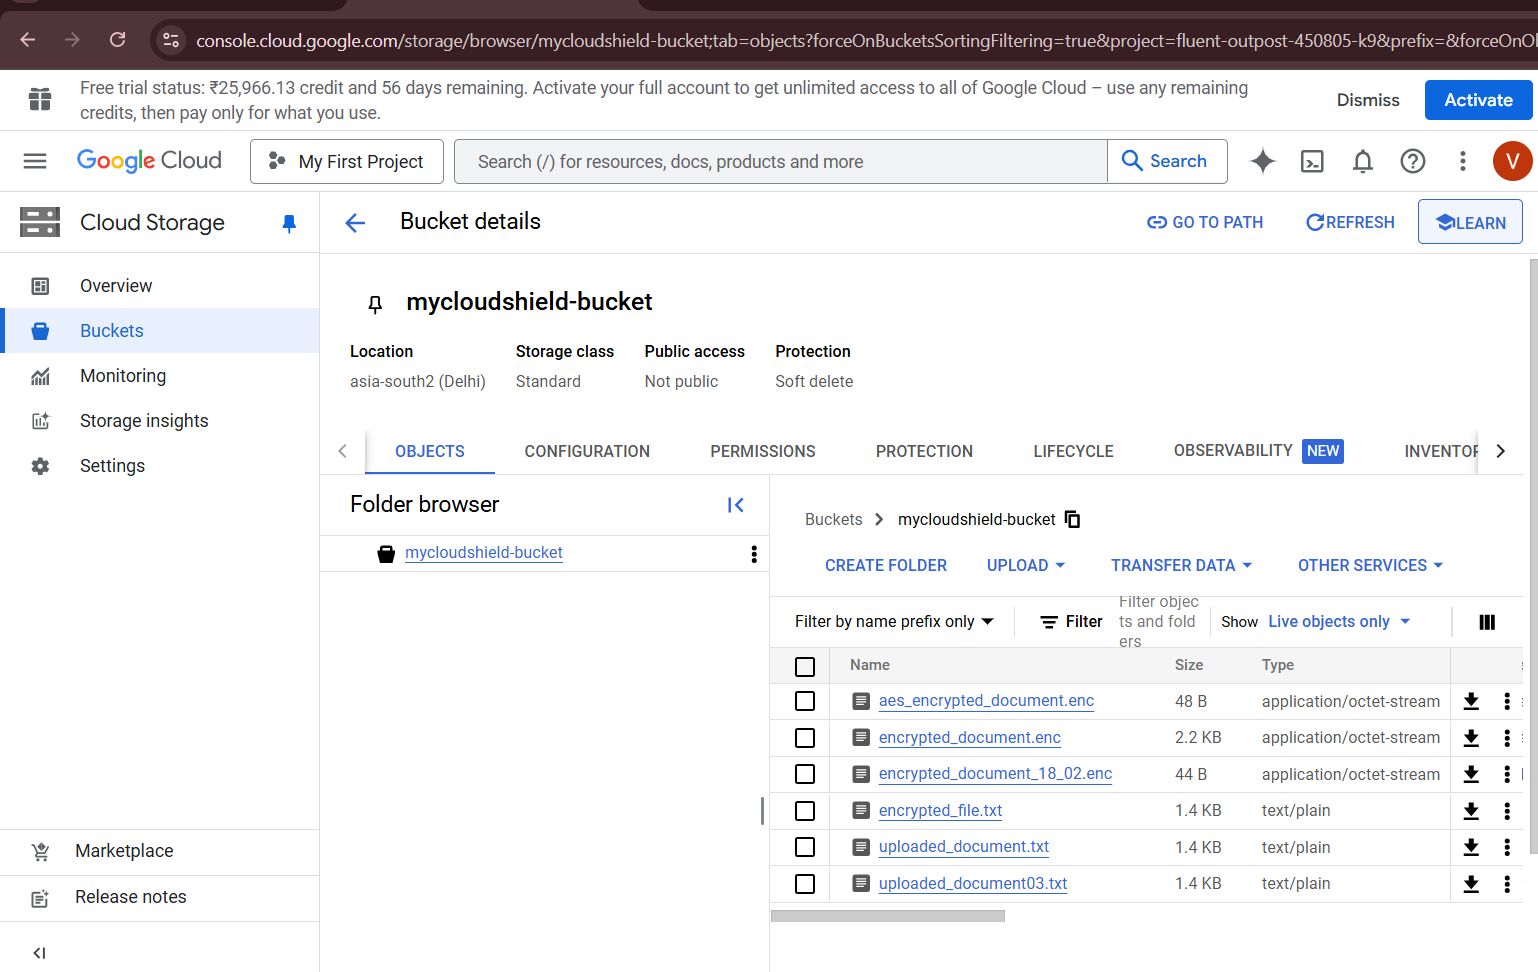 console.cloud.google.com/storage/browser/mycloudshield-bucket;tab=objects?forceOnBucketsSortingFiltering=true&project=fluent-outpost-450805-k9&prefix=&forceOnOl
Free trial status: ₹25,966.13 credit and 56 days remaining. Activate your full account to get unlimited access to all of Google Cloud – use any remaining
credits, then pay only for what you use.
Dismiss
Activate
Google Cloud
My First Project
Search (/) for resources, docs, products and more
Search
V
Cloud Storage
Bucket details
GO TO PATH
REFRESH
LEARN
Overview
Buckets
Monitoring
Storage insights
Settings
Marketplace
Release notes
mycloudshield-bucket
Location
Storage class
Public access
Protection
asia-south2 (Delhi)
Standard
Not public
Soft delete
OBJECTS
CONFIGURATION
PERMISSIONS
PROTECTION
LIFECYCLE
OBSERVABILITY NEW
INVENTOR
Folder browser
mycloudshield-bucket
Buckets
mycloudshield-bucket
CREATE FOLDER
UPLOAD
TRANSFER DATA
OTHER SERVICES
Filter by name prefix only
Filter
Filter objec
ts and fold
ers
Show
Live objects only
Name Size Type
aes_encrypted_document.enc 48 B application/octet-stream
encrypted_document.enc 2.2 KB application/octet-stream
encrypted_document_18_02.enc 44 B application/octet-stream
encrypted_file.txt 1.4 KB text/plain
uploaded_document.txt 1.4 KB text/plain
uploaded_document03.txt 1.4 KB text/plain